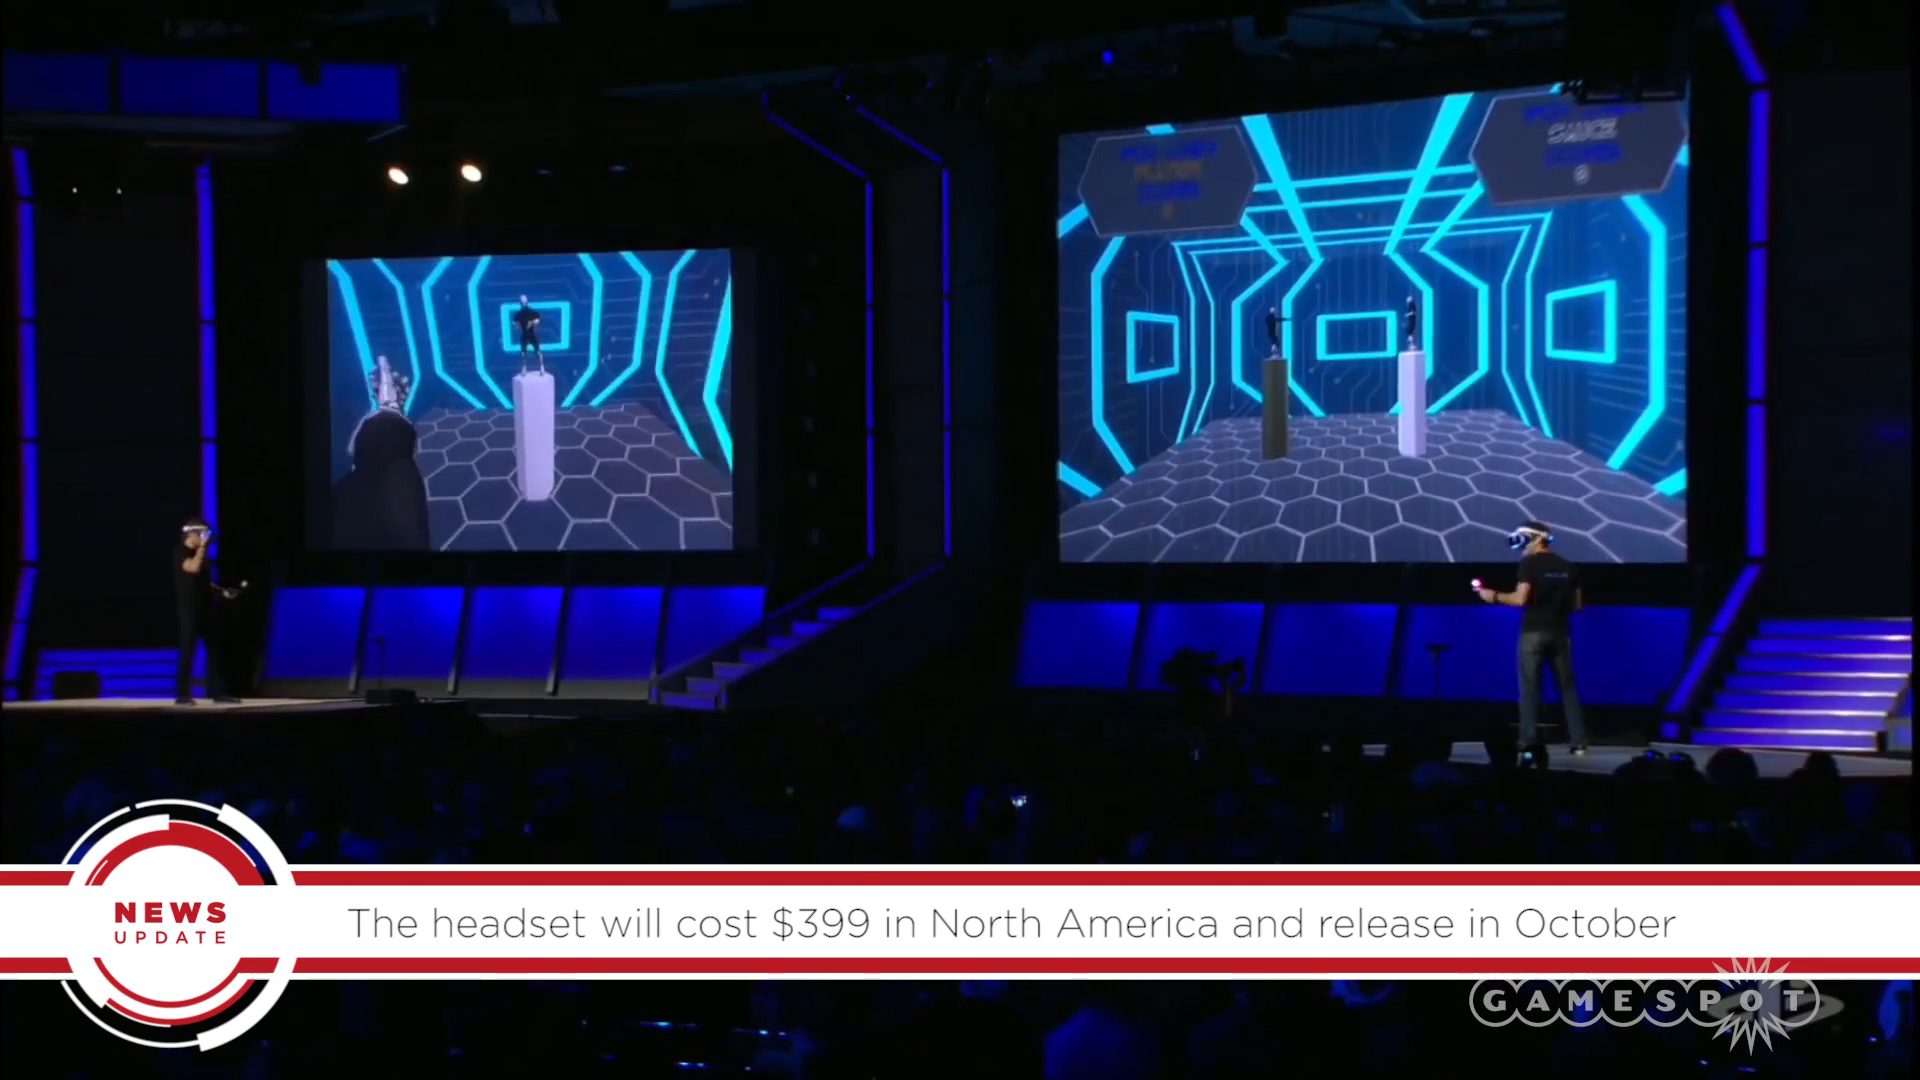 NEWS
UPDATE
The headset will cost $399 in North America and release in October
GAMESPOT